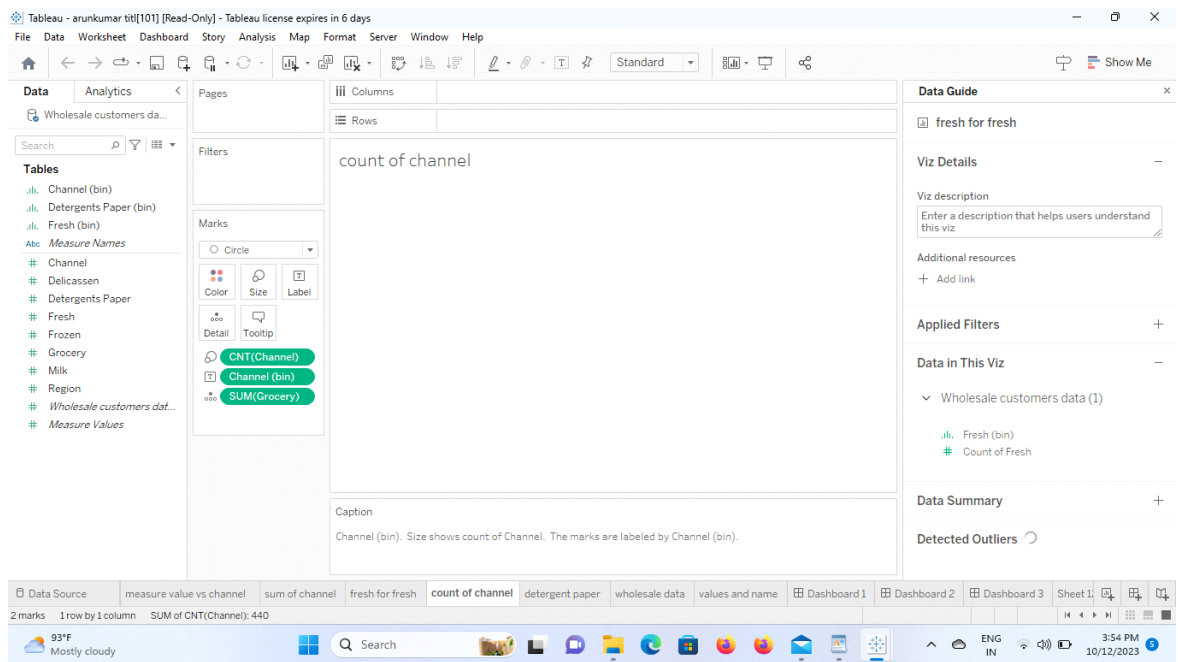 Tableau - arunkumar titl[101] [Read-Only] - Tableau license expires in 6 days
File Data Worksheet Dashboard Story Analysis Map Format Server Window Help
Standard
Show Me
Data Analytics
Wholesale customers da...
Search
Tables
Channel (bin)
Detergents Paper (bin)
Fresh (bin)
Abc Measure Names
# Channel
# Delicassen
# Detergents Paper
# Fresh
# Frozen
# Grocery
# Milk
# Region
# Wholesale customers dat...
# Measure Values
Pages
Filters
Marks
Circle
Color Size Label
Detail Tooltip
CNT(Channel)
Channel (bin)
SUM(Grocery)
Columns
Rows
count of channel
Caption
Channel (bin). Size shows count of Channel. The marks are labeled by Channel (bin).
Data Guide
fresh for fresh
Viz Details
Viz description
Enter a description that helps users understand
this viz
Additional resources
+ Add link
Applied Filters
Data in This Viz
Wholesale customers data (1)
Fresh (bin)
# Count of Fresh
Data Summary
Detected Outliers
Data Source measure value vs channel sum of channel fresh for fresh count of channel detergent paper wholesale data values and name Dashboard 1 Dashboard 2 Dashboard 3 Sheet 1
2 marks 1 row by 1 column SUM of CNT(Channel): 440
93°F
Mostly cloudy
Search
ENG
IN
3:54 PM
10/12/2023
5